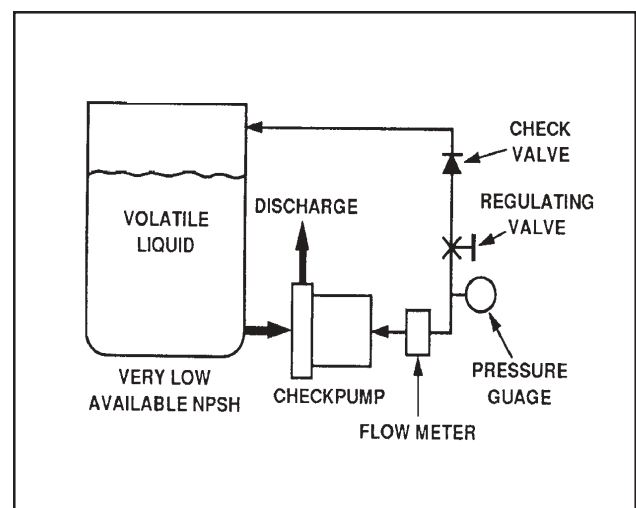 CHECK
VALVE
DISCHARGE
REGULATING
VALVE
VOLATILE
LIQUID
VERY LOW
AVAILABLE NPSH
CHECKPUMP
PRESSURE
GUAGE
FLOW METER